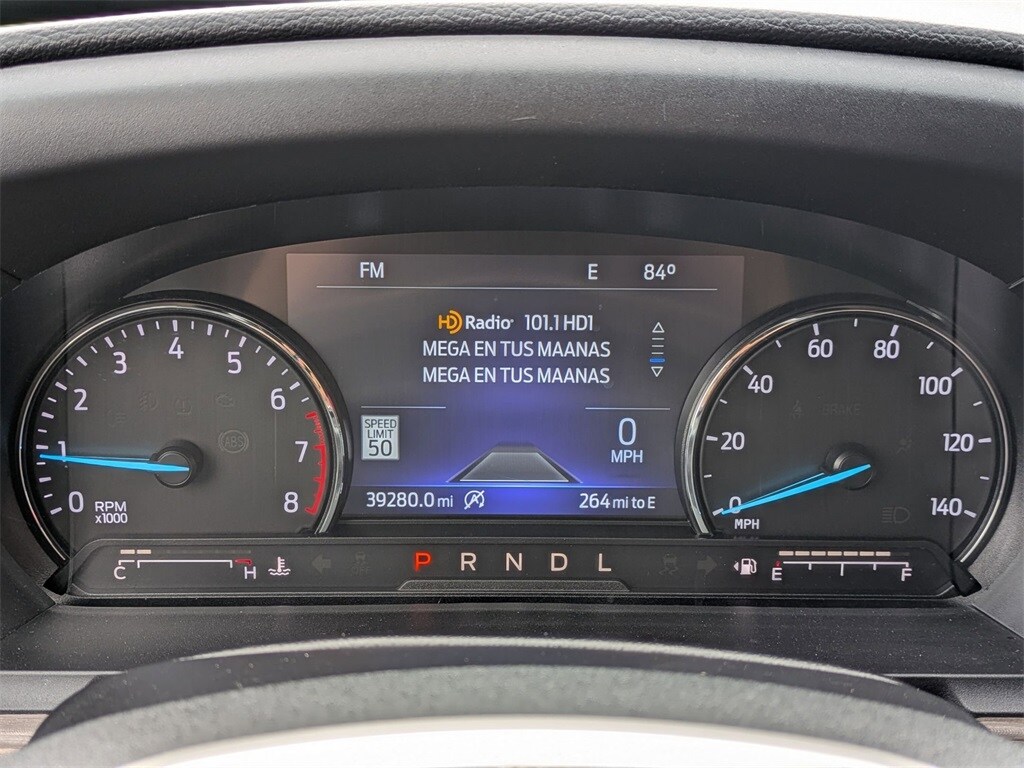 FM E 84º
HD Radio 101.1 HD1
MEGA EN TUS MAANAS
MEGA EN TUS MAANAS
SPEED
LIMIT
50
0
MPH
39280.0 mi 264 mi to E
0 1 2 3 4 5 6 7 8
RPM
x1000
ABS
0 20 40 60 80 100 120 140
MPH
BRAKE
C H
P R N D L
E F